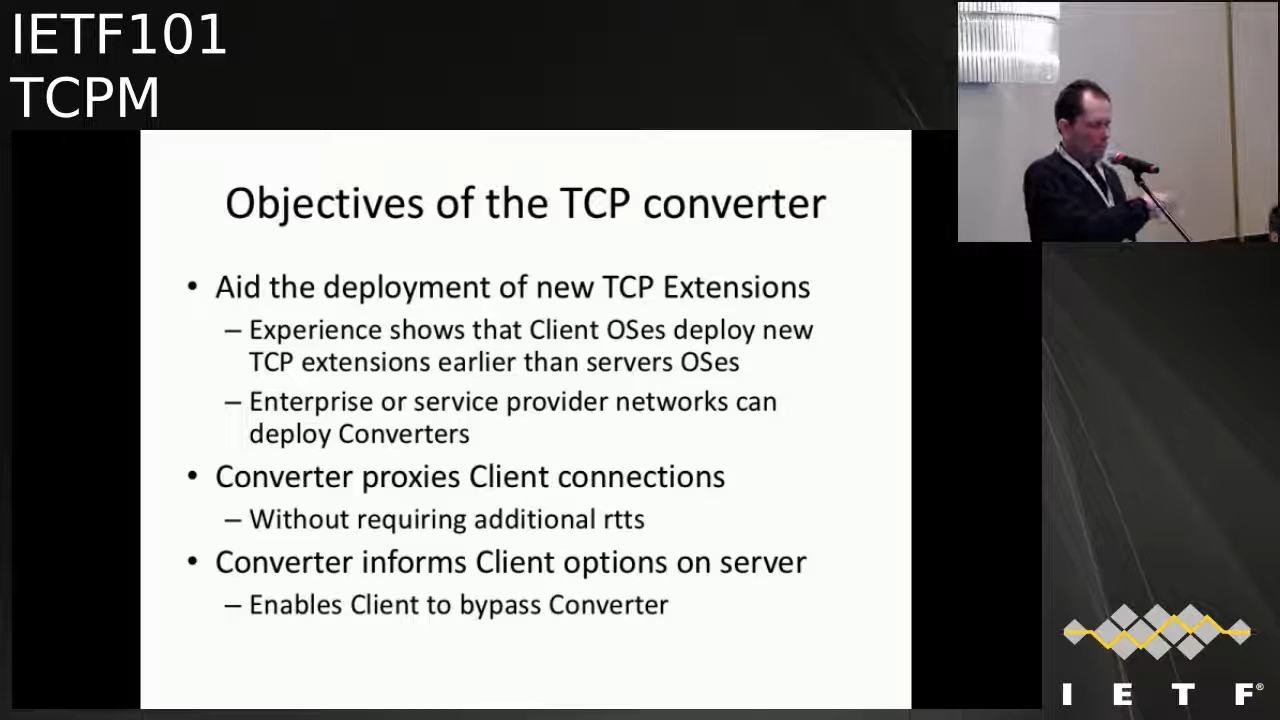 IETF101
TCPM
Objectives of the TCP converter
• Aid the deployment of new TCP Extensions
– Experience shows that Client OSes deploy new
TCP extensions earlier than servers OSes
– Enterprise or service provider networks can
deploy Converters
• Converter proxies Client connections
– Without requiring additional rtts
• Converter informs Client options on server
– Enables Client to bypass Converter
I E T F®